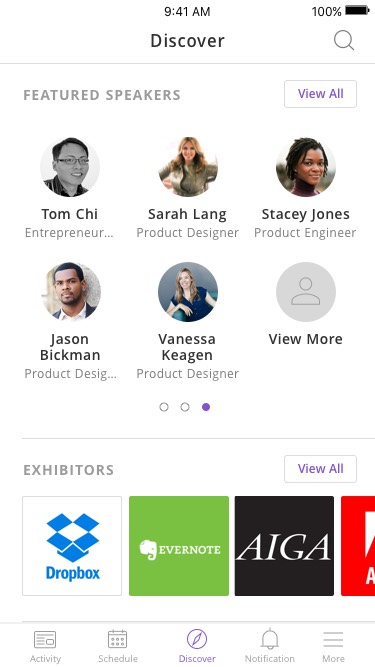 9:41 AM 100%
Discover
FEATURED SPEAKERS View All
Tom Chi Sarah Lang Stacey Jones
Entrepreneur... Product Designer Product Engineer
Jason Vanessa View More
Bickman Keagen
Product Desig... Product Designer
EXHIBITORS View All
EVERNOTE AIGA
Dropbox
Activity Schedule Discover Notification More